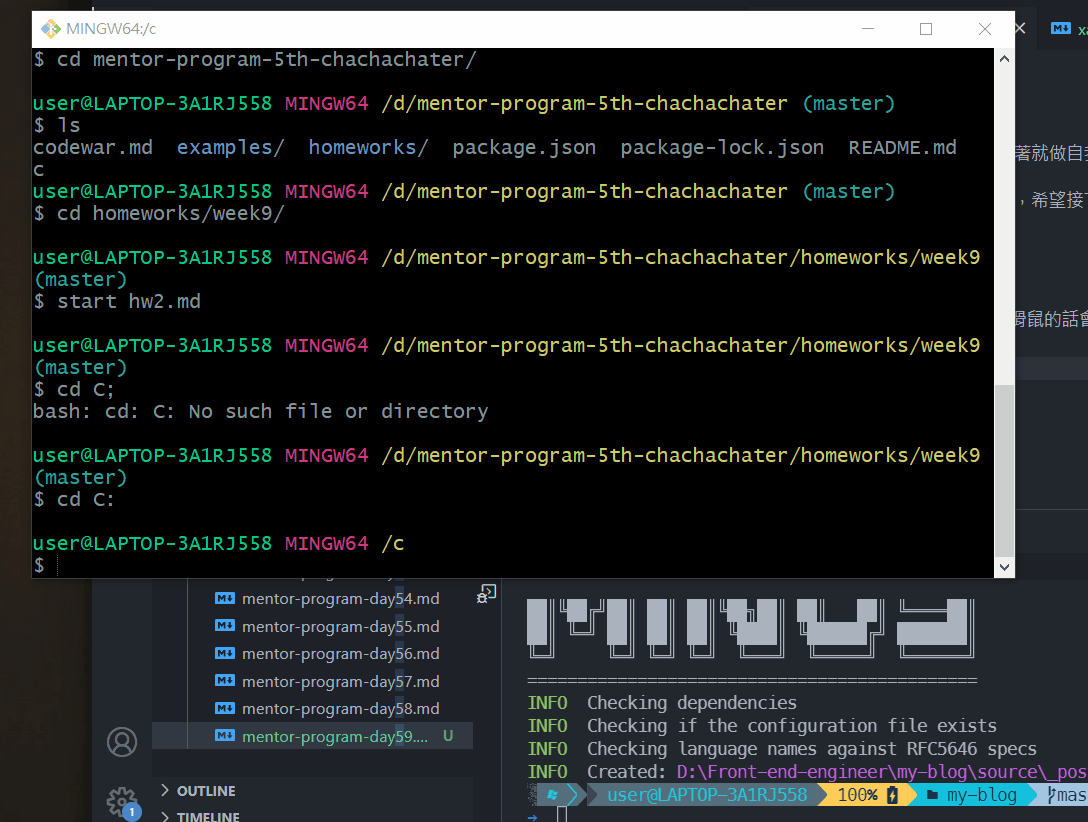 MINGW64:/c
$ cd mentor-program-5th-chachachater/
user@LAPTOP-3A1RJ558 MINGW64 /d/mentor-program-5th-chachachater (master)
$ ls
codewar.md  examples/  homeworks/  package.json  package-lock.json  README.md
c
user@LAPTOP-3A1RJ558 MINGW64 /d/mentor-program-5th-chachachater (master)
$ cd homeworks/week9/
user@LAPTOP-3A1RJ558 MINGW64 /d/mentor-program-5th-chachachater/homeworks/week9
(master)
$ start hw2.md
user@LAPTOP-3A1RJ558 MINGW64 /d/mentor-program-5th-chachachater/homeworks/week9
(master)
$ cd C;
bash: cd: C: No such file or directory
user@LAPTOP-3A1RJ558 MINGW64 /d/mentor-program-5th-chachachater/homeworks/week9
(master)
$ cd C:
user@LAPTOP-3A1RJ558 MINGW64 /c
$
著就做自
，希望接
鼠的話會
mentor-program-day54.md
mentor-program-day55.md
mentor-program-day56.md
mentor-program-day57.md
mentor-program-day58.md
mentor-program-day59.... U
OUTLINE
TIMELINE
1
=============================================
INFO  Checking dependencies
INFO  Checking if the configuration file exists
INFO  Checking language names against RFC5646 specs
INFO  Created: D:\Front-end-engineer\my-blog\source\_pos
user@LAPTOP-3A1RJ558 100% my-blog mas
→